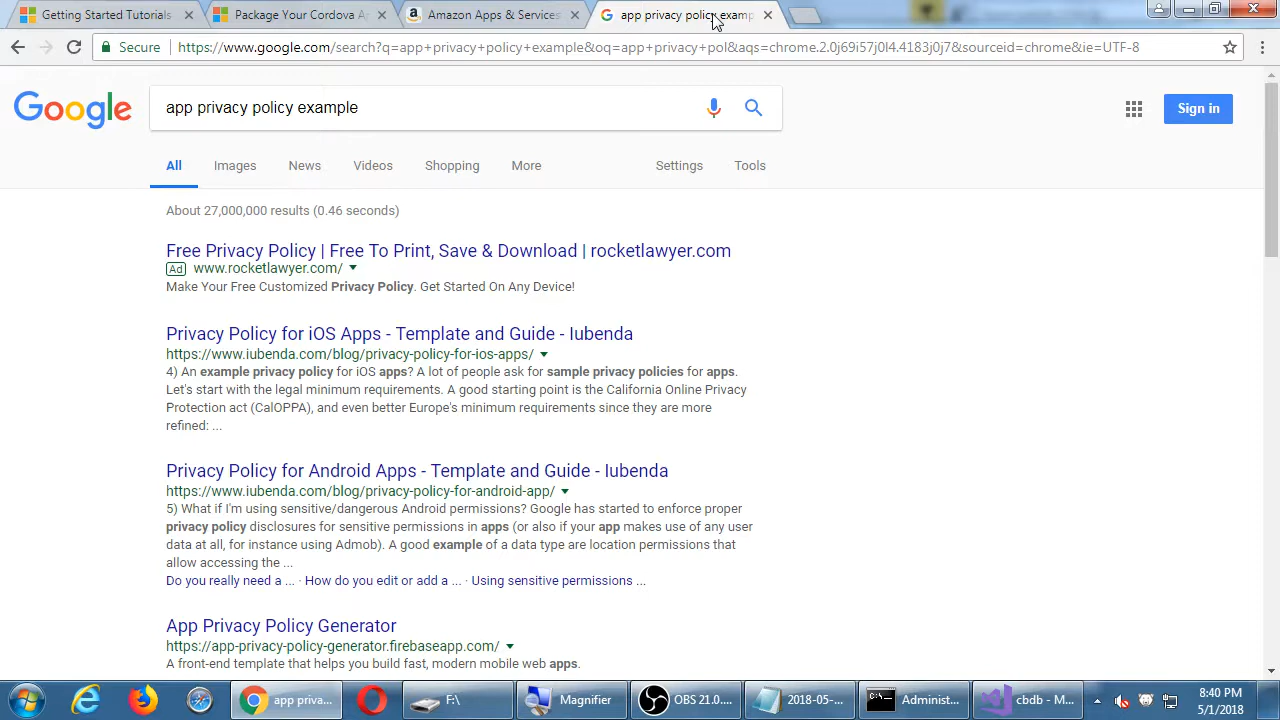 Getting Started Tutorials
Package Your Cordova Ap
Amazon Apps & Services
app privacy policy examp
Secure
https://www.google.com/search?q=app+privacy+policy+example&oq=app+privacy+pol&aqs=chrome.2.0j69i57j0l4.4183j0j7&sourceid=chrome&ie=UTF-8
Google
app privacy policy example
Sign in
All
Images
News
Videos
Shopping
More
Settings
Tools
About 27,000,000 results (0.46 seconds)
Free Privacy Policy | Free To Print, Save & Download | rocketlawyer.com
Ad www.rocketlawyer.com/
Make Your Free Customized Privacy Policy. Get Started On Any Device!
Privacy Policy for iOS Apps - Template and Guide - Iubenda
https://www.iubenda.com/blog/privacy-policy-for-ios-apps/
4) An example privacy policy for iOS apps? A lot of people ask for sample privacy policies for apps.
Let's start with the legal minimum requirements. A good starting point is the California Online Privacy
Protection act (CalOPPA), and even better Europe's minimum requirements since they are more
refined: ...
Privacy Policy for Android Apps - Template and Guide - Iubenda
https://www.iubenda.com/blog/privacy-policy-for-android-app/
5) What if I'm using sensitive/dangerous Android permissions? Google has started to enforce proper
privacy policy disclosures for sensitive permissions in apps (or also if your app makes use of any user
data at all, for instance using Admob). A good example of a data type are location permissions that
allow accessing the ...
Do you really need a ... · How do you edit or add a ... · Using sensitive permissions ...
App Privacy Policy Generator
https://app-privacy-policy-generator.firebaseapp.com/
A front-end template that helps you build fast, modern mobile web apps.
app priva...
F:\
Magnifier
OBS 21.0....
2018-05-...
Administ...
cbdb - M...
8:40 PM
5/1/2018